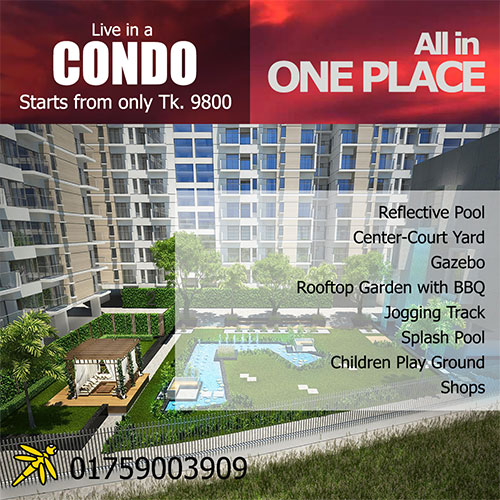 Live in a
CONDO
Starts from only Tk. 9800
All in
ONE PLACE
Reflective Pool
Center-Court Yard
Gazebo
Rooftop Garden with BBQ
Jogging Track
Splash Pool
Children Play Ground
Shops
01759003909